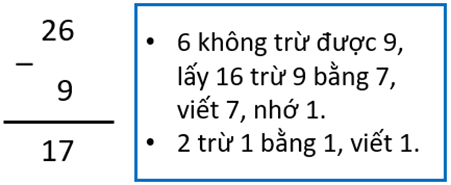 26
–
9
17
• 6 không trừ được 9,
lấy 16 trừ 9 bằng 7,
viết 7, nhớ 1.
• 2 trừ 1 bằng 1, viết 1.